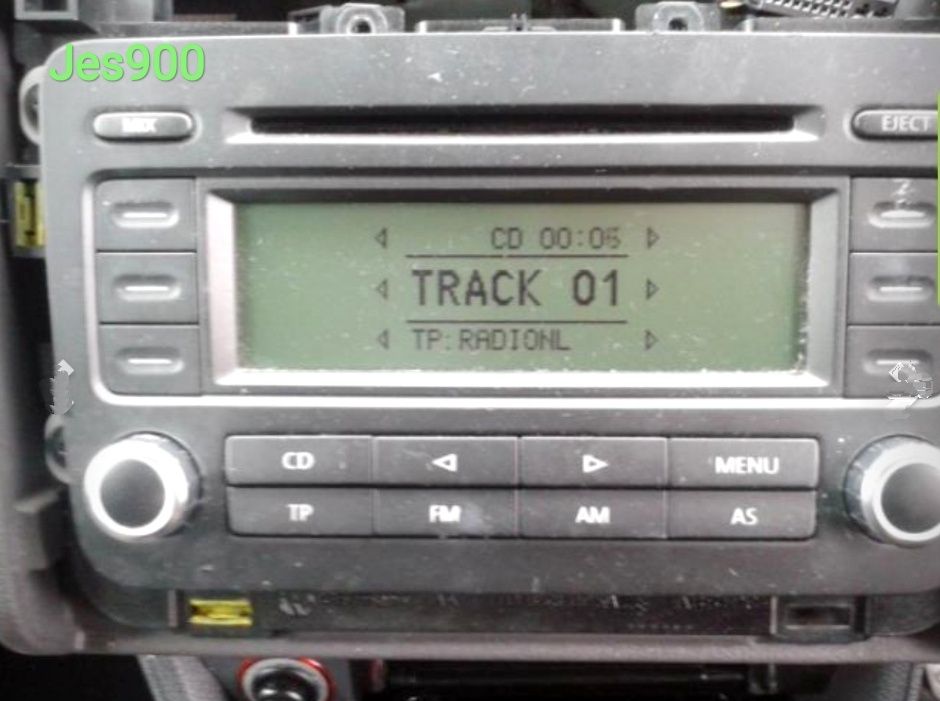 Jes900
MIX
EJECT
CD 00:06
TRACK 01
TP:RADIONL
CD
MENU
TP
FM
AM
AS